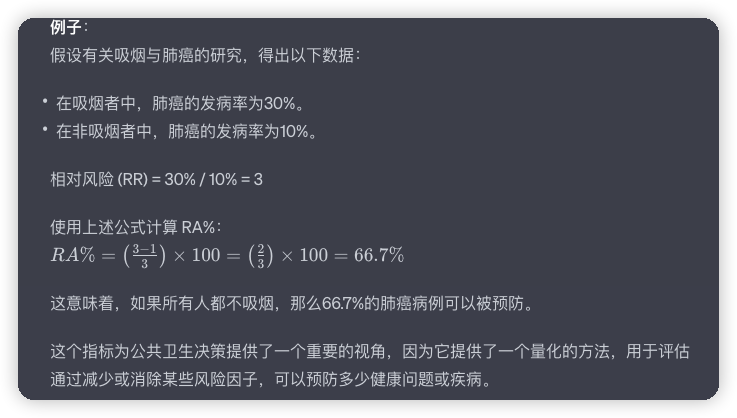 例子：
假设有关吸烟与肺癌的研究，得出以下数据：
• 在吸烟者中，肺癌的发病率为30%。
• 在非吸烟者中，肺癌的发病率为10%。
相对风险 (RR) = 30% / 10% = 3
使用上述公式计算 RA%：
RA% = (3−1/3) × 100 = (2/3) × 100 = 66.7%
这意味着，如果所有人都不吸烟，那么66.7%的肺癌病例可以被预防。
这个指标为公共卫生决策提供了一个重要的视角，因为它提供了一个量化的方法，用于评估
通过减少或消除某些风险因子，可以预防多少健康问题或疾病。